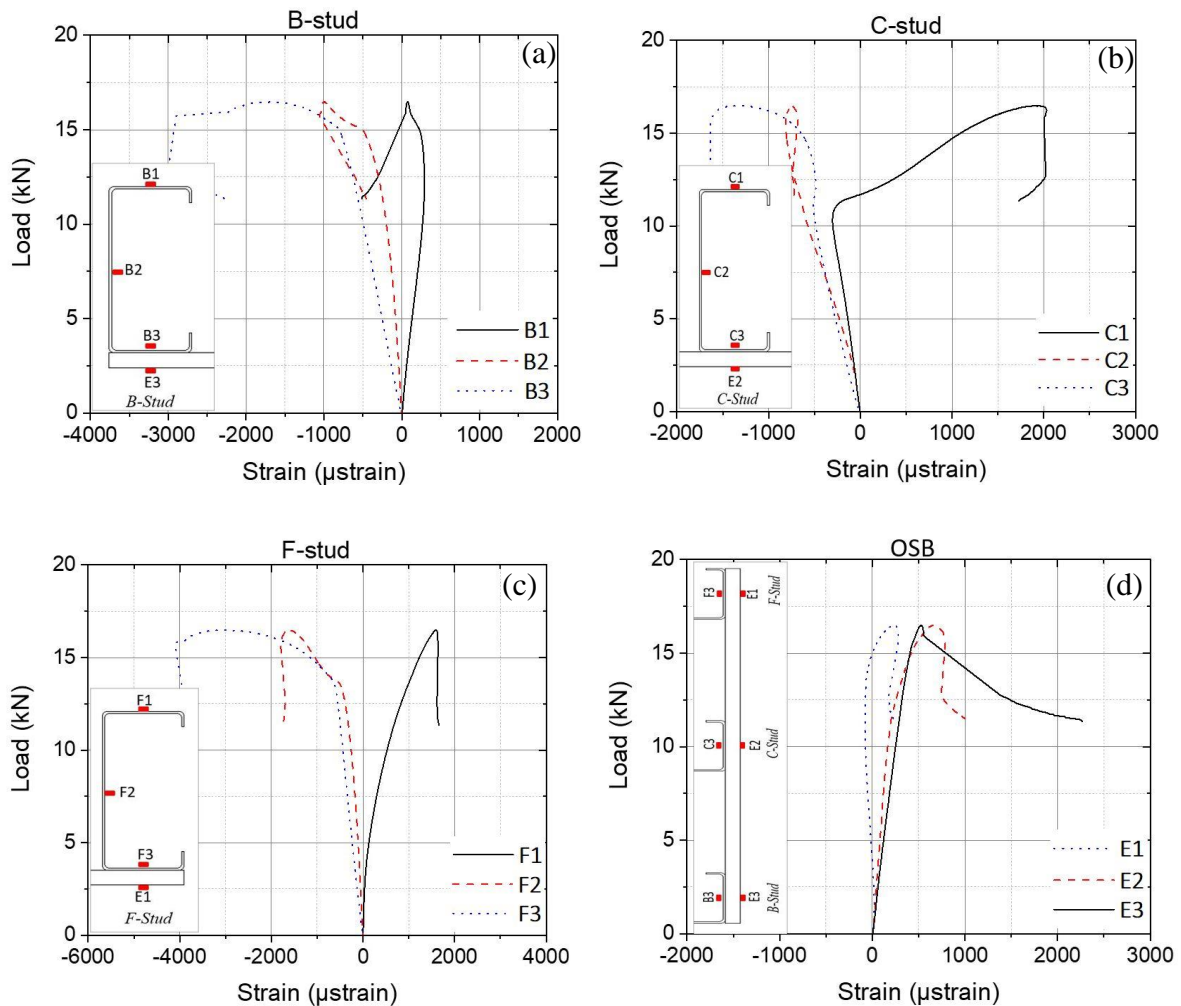 B-stud
(a)
20
15
10
5
0
Load (kN)
B1
B2
B3
E3
B-Stud
B1
B2
B3
-4000 -3000 -2000 -1000 0 1000 2000
Strain (µstrain)
C-stud
(b)
20
15
10
5
0
Load (kN)
C1
C2
C3
E2
C-Stud
C1
C2
C3
-2000 -1000 0 1000 2000 3000
Strain (µstrain)
F-stud
(c)
20
15
10
5
0
Load (kN)
F1
F2
F3
E1
F-Stud
F1
F2
F3
-6000 -4000 -2000 0 2000 4000
Strain (µstrain)
OSB
(d)
20
15
10
5
0
Load (kN)
F3 E1 F-Stud
C3 E2 C-Stud
B3 E3 B-Stud
E1
E2
E3
-2000 -1000 0 1000 2000 3000
Strain (µstrain)